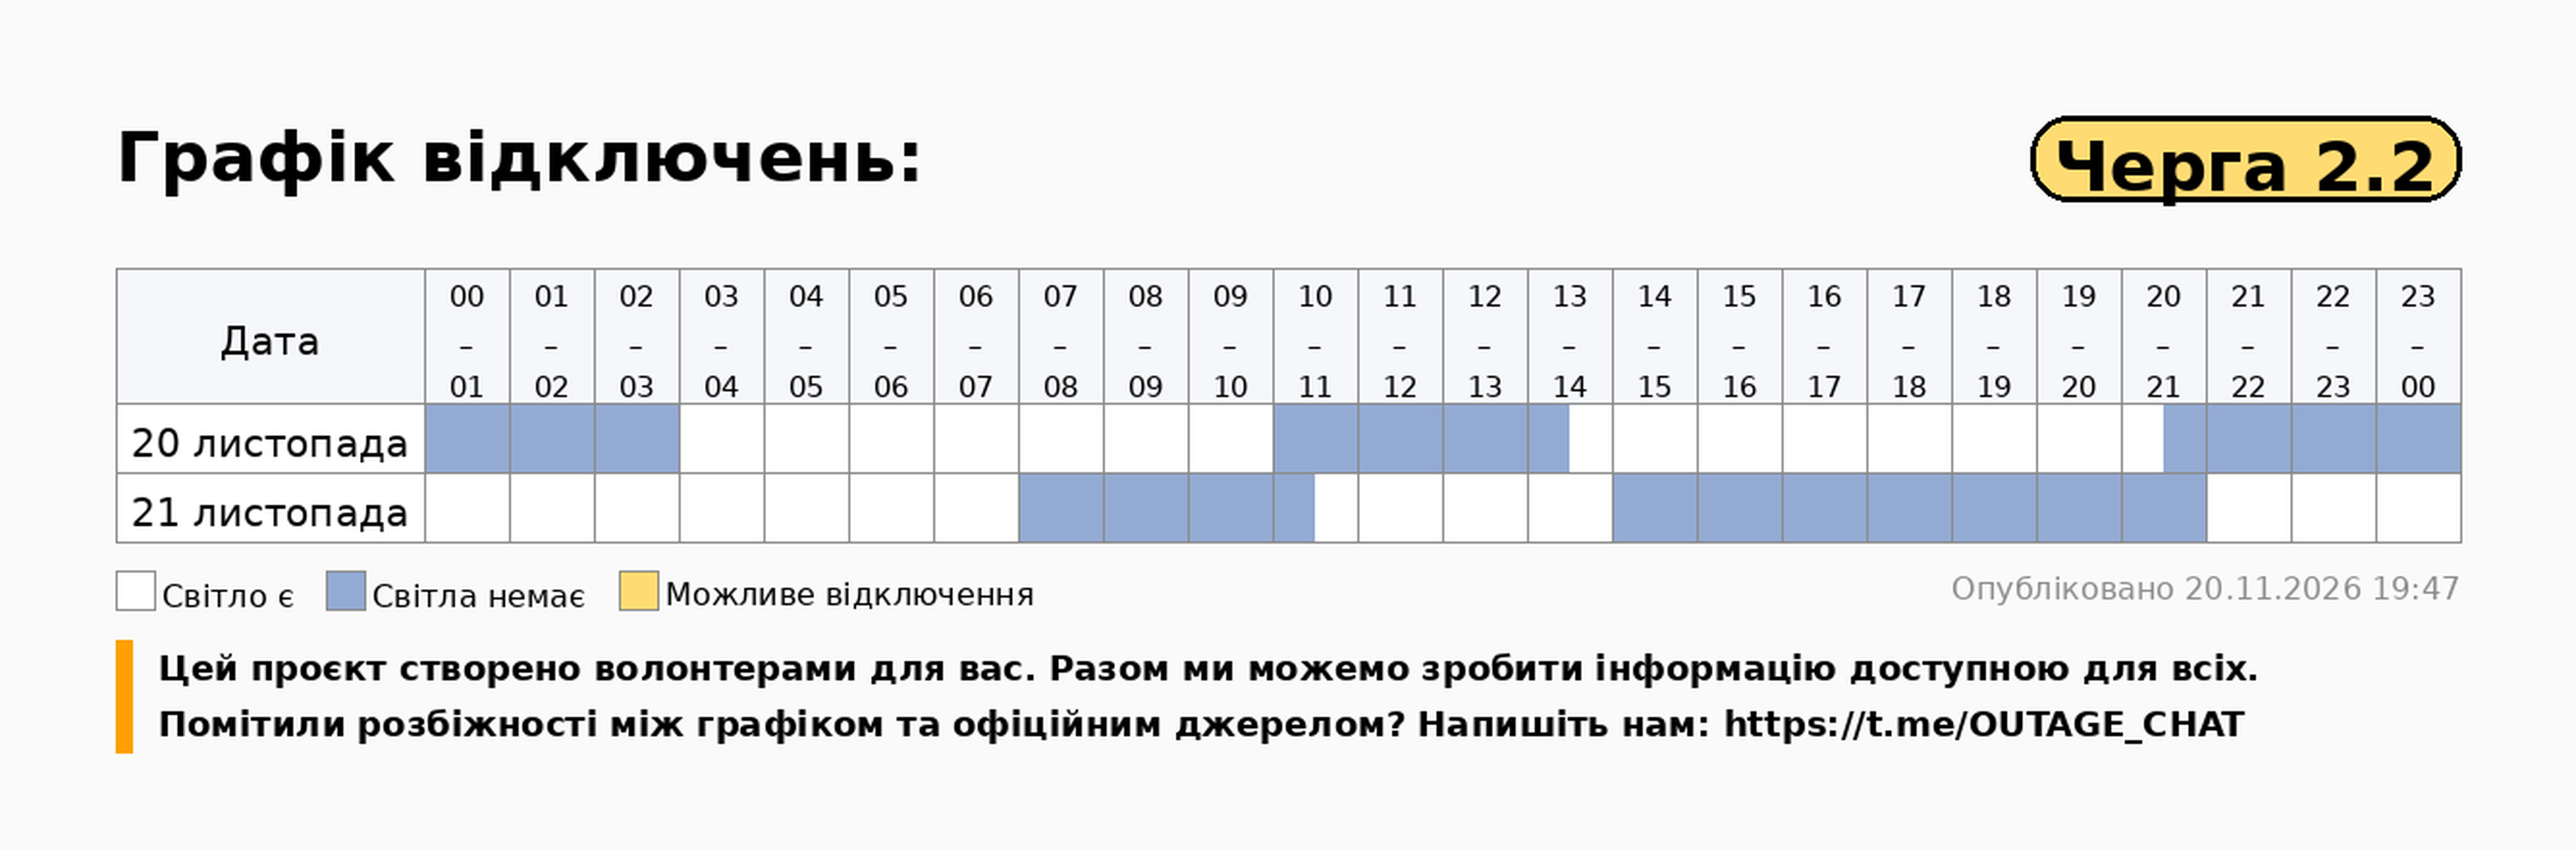 Графік відключень:
Черга 2.2
Дата
00 – 01
01 – 02
02 – 03
03 – 04
04 – 05
05 – 06
06 – 07
07 – 08
08 – 09
09 – 10
10 – 11
11 – 12
12 – 13
13 – 14
14 – 15
15 – 16
16 – 17
17 – 18
18 – 19
19 – 20
20 – 21
21 – 22
22 – 23
23 – 00
20 листопада
21 листопада
Світло є
Світла немає
Можливе відключення
Опубліковано 20.11.2026 19:47
Цей проєкт створено волонтерами для вас. Разом ми можемо зробити інформацію доступною для всіх.
Помітили розбіжності між графіком та офіційним джерелом? Напишіть нам: https://t.me/OUTAGE_CHAT